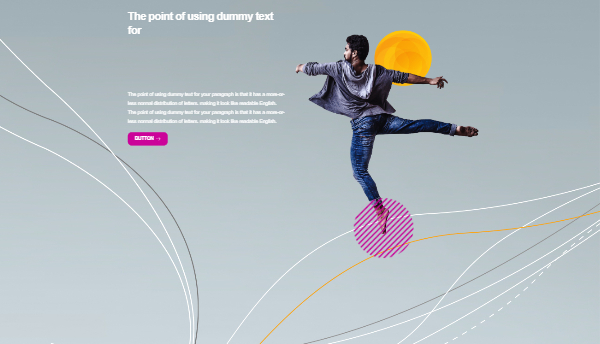 The point of using dummy text
for
The point of using dummy text for your paragraph is that it has a more-or-
less normal distribution of letters. making it look like readable English.
The point of using dummy text for your paragraph is that it has a more-or-
less normal distribution of letters. making it look like readable English.
BUTTON →